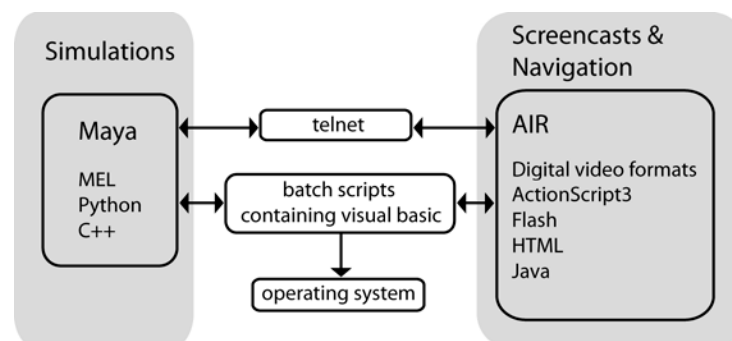 Simulations
Maya
MEL
Python
C++
telnet
batch scripts
containing visual basic
operating system
Screencasts &
Navigation
AIR
Digital video formats
ActionScript3
Flash
HTML
Java